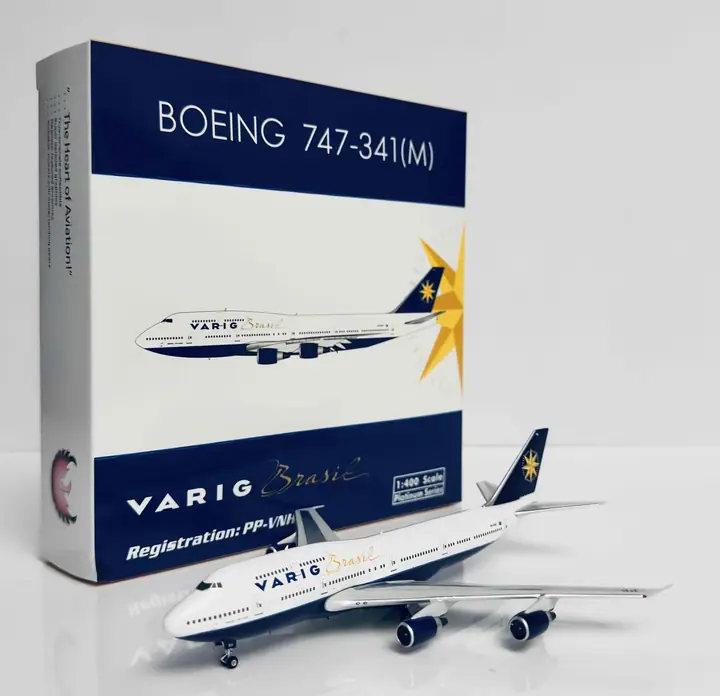 BOEING 747-341(M)
"...The Heart of Aviation!"
VARIG Brasil
VARIG Brasil
1:400 Scale
Platinum Series
Registration: PP-VNH
VARIG Brasil